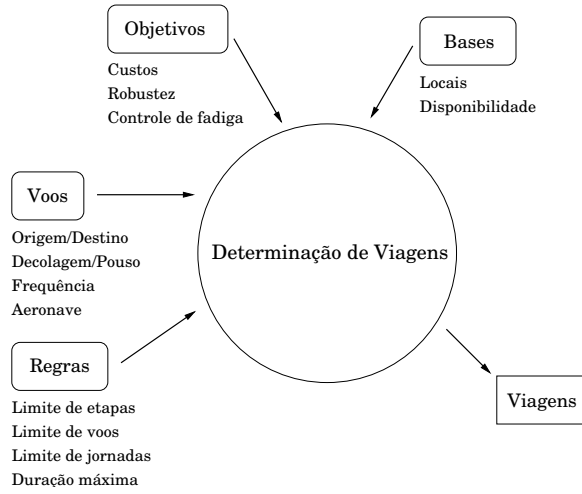 Objetivos
Custos
Robustez
Controle de fadiga
Bases
Locais
Disponibilidade
Voos
Origem/Destino
Decolagem/Pouso
Frequência
Aeronave
Determinação de Viagens
Regras
Limite de etapas
Limite de voos
Limite de jornadas
Duração máxima
Viagens